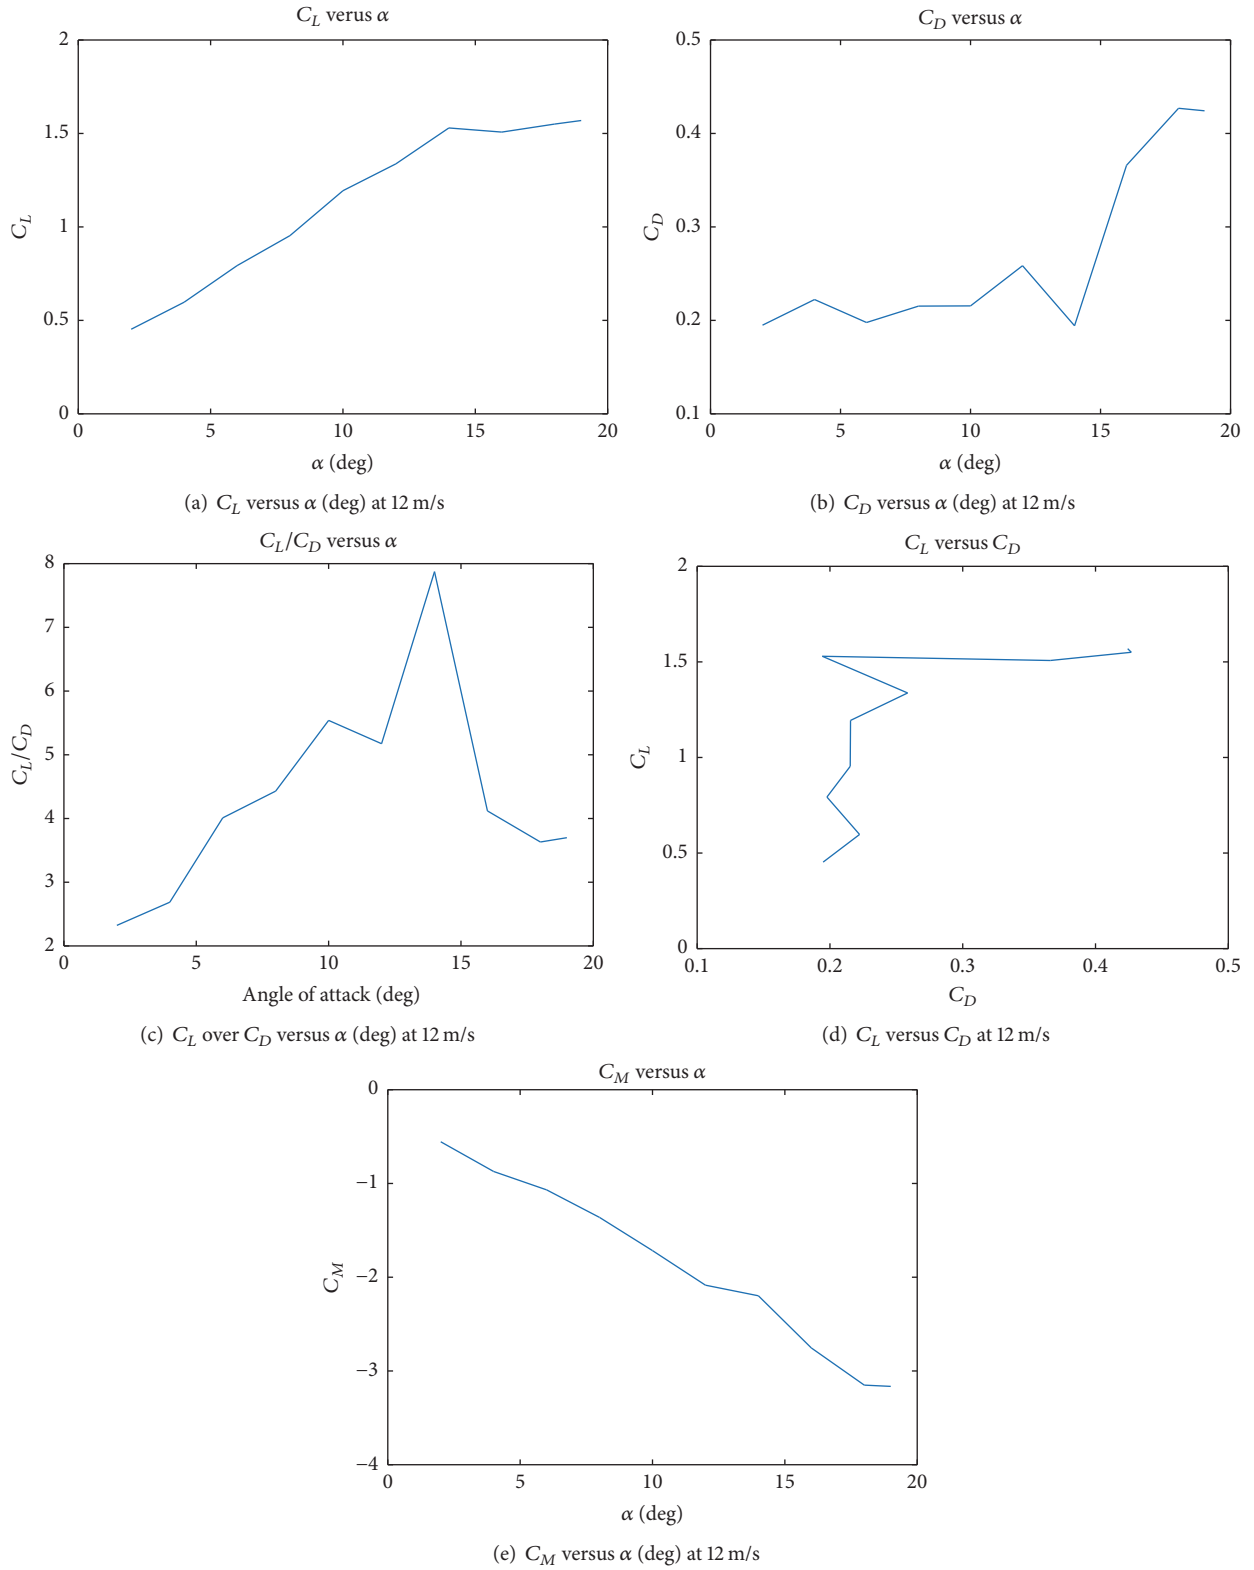 C_L verus α
2
1.5
1
0.5
0
C_L
0 5 10 15 20
α (deg)
(a) C_L versus α (deg) at 12 m/s
C_D versus α
0.5
0.4
0.3
0.2
0.1
C_D
0 5 10 15 20
α (deg)
(b) C_D versus α (deg) at 12 m/s
C_L/C_D versus α
8
7
6
5
4
3
2
C_L/C_D
0 5 10 15 20
Angle of attack (deg)
(c) C_L over C_D versus α (deg) at 12 m/s
C_L versus C_D
2
1.5
1
0.5
0
C_L
0.1 0.2 0.3 0.4 0.5
C_D
(d) C_L versus C_D at 12 m/s
C_M versus α
0
−1
−2
−3
−4
C_M
0 5 10 15 20
α (deg)
(e) C_M versus α (deg) at 12 m/s